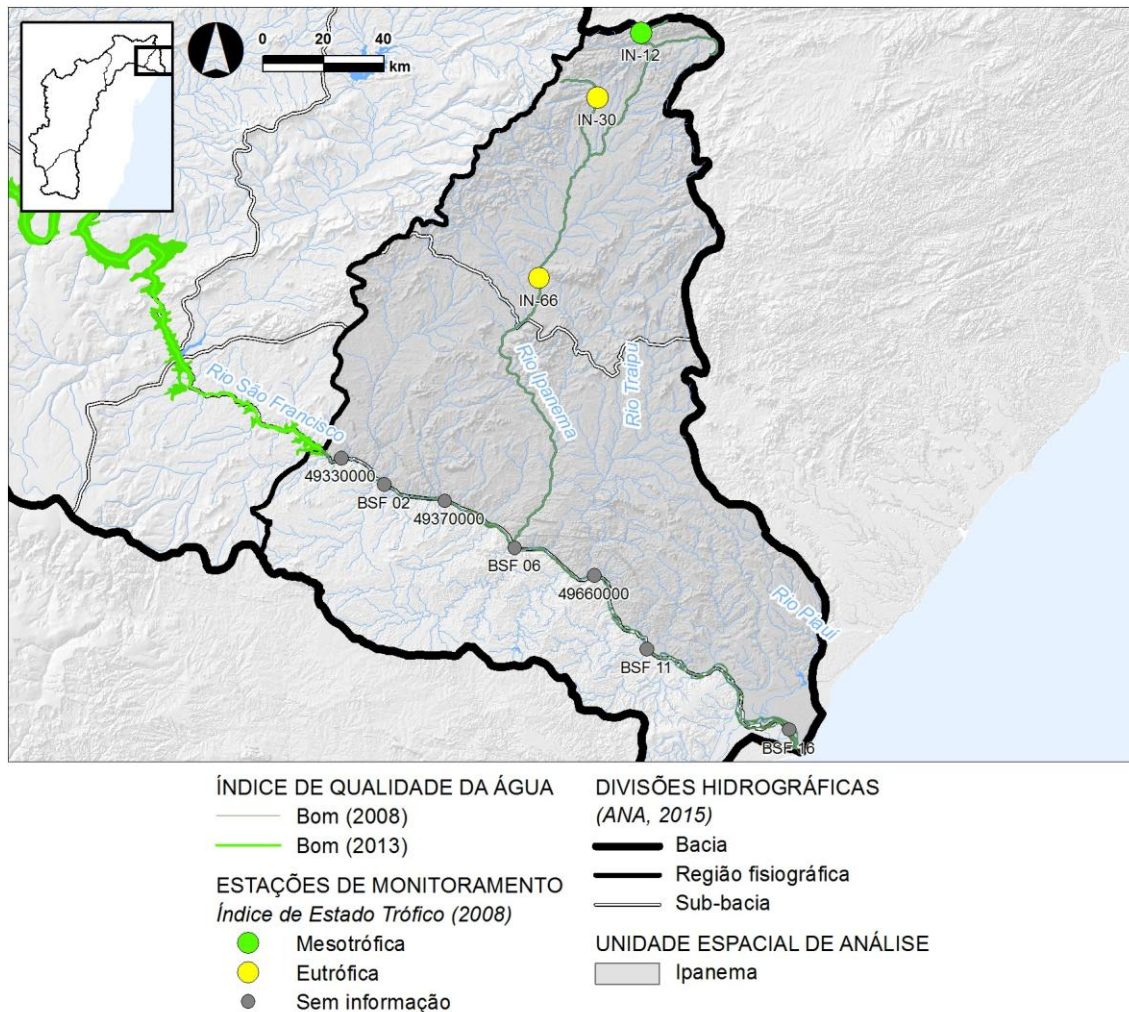 0 20 40
km
IN-12
IN-30
IN-66
Rio Ipanema
Rio Traipu
Rio São Francisco
49330000
BSF 02
49370000
BSF 06
49660000
Rio Piauí
BSF 11
BSF 16
ÍNDICE DE QUALIDADE DA ÁGUA
Bom (2008)
Bom (2013)
ESTAÇÕES DE MONITORAMENTO
Índice de Estado Trófico (2008)
Mesotrófica
Eutrófica
Sem informação
DIVISÕES HIDROGRÁFICAS
(ANA, 2015)
Bacia
Região fisiográfica
Sub-bacia
UNIDADE ESPACIAL DE ANÁLISE
Ipanema